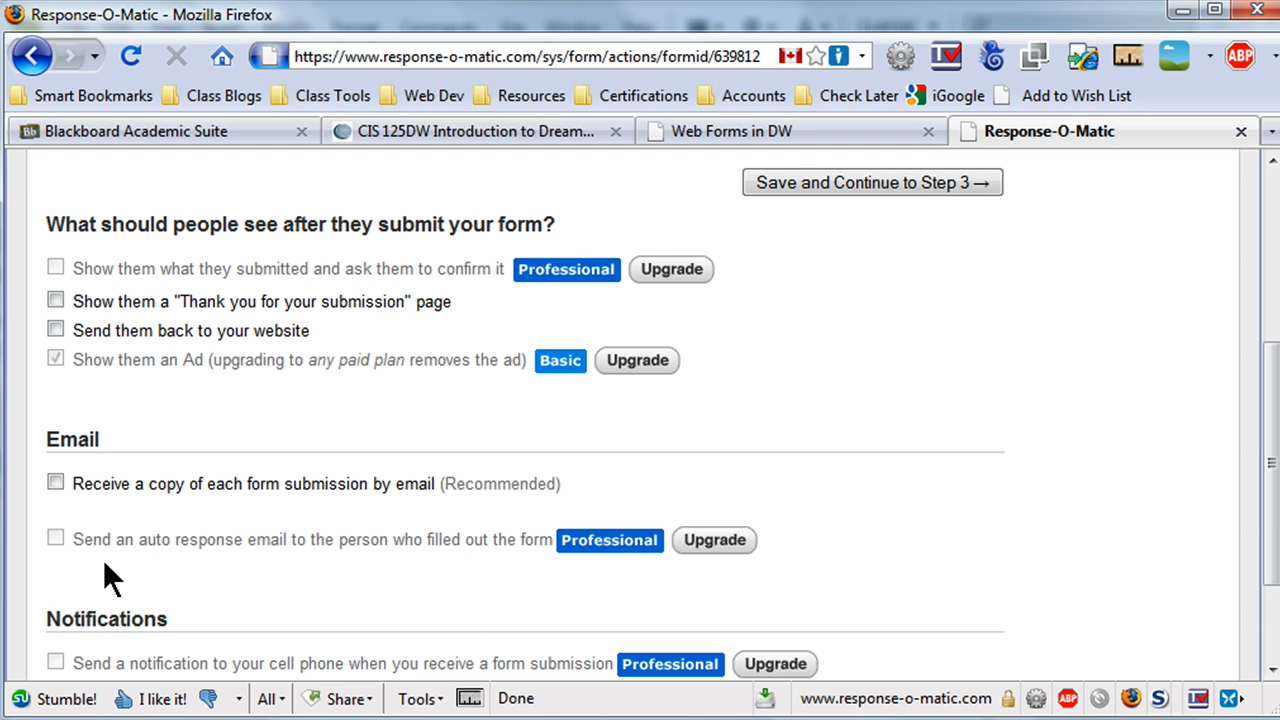 Response-O-Matic - Mozilla Firefox
https://www.response-o-matic.com/sys/form/actions/formid/639812
ABP
Smart Bookmarks Class Blogs Class Tools Web Dev Resources Certifications Accounts Check Later iGoogle Add to Wish List
Bb Blackboard Academic Suite CIS 125DW Introduction to Dream... Web Forms in DW Response-O-Matic
Save and Continue to Step 3 →
What should people see after they submit your form?
Show them what they submitted and ask them to confirm it Professional Upgrade
Show them a "Thank you for your submission" page
Send them back to your website
Show them an Ad (upgrading to any paid plan removes the ad) Basic Upgrade
Email
Receive a copy of each form submission by email (Recommended)
Send an auto response email to the person who filled out the form Professional Upgrade
Notifications
Send a notification to your cell phone when you receive a form submission Professional Upgrade
Stumble! I like it! All Share Tools Done www.response-o-matic.com ABP S